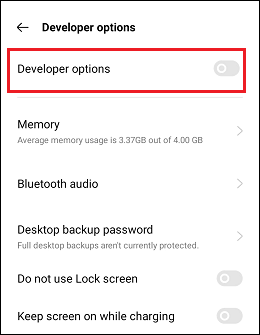 Developer options
Developer options
Memory
Average memory usage is 3.37GB out of 4.00 GB
Bluetooth audio
Desktop backup password
Full desktop backups aren't currently protected.
Do not use Lock screen
Keep screen on while charging